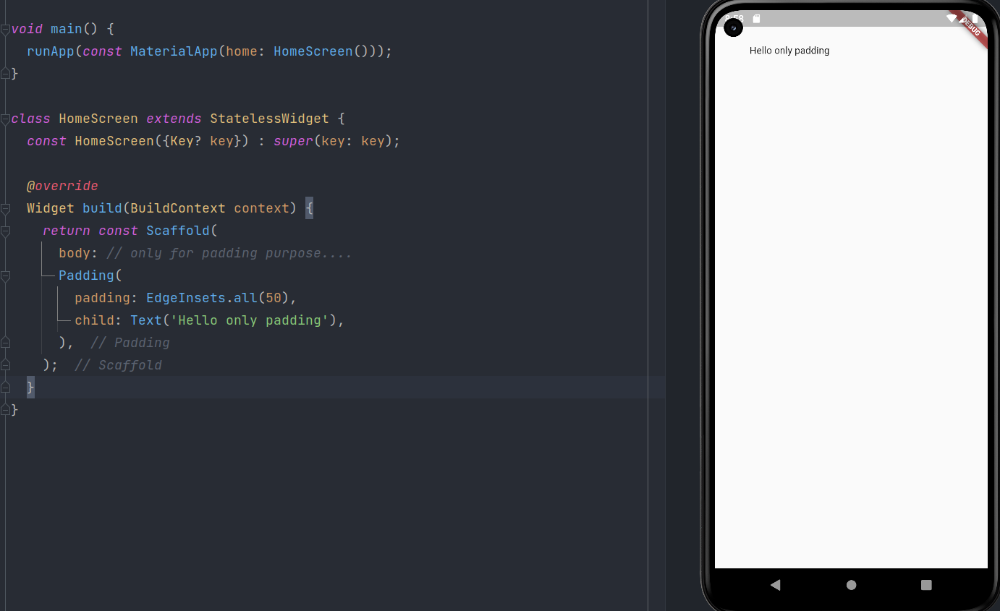 void main() {
  runApp(const MaterialApp(home: HomeScreen()));
}
class HomeScreen extends StatelessWidget {
  const HomeScreen({Key? key}) : super(key: key);
  @override
  Widget build(BuildContext context) {
    return const Scaffold(
      body: // only for padding purpose....
      Padding(
        padding: EdgeInsets.all(50),
        child: Text('Hello only padding'),
      ),  // Padding
    );  // Scaffold
  }
}
DEBUG
Hello only padding